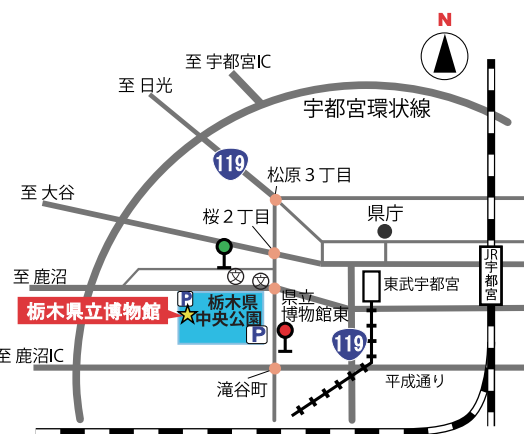 N
至 宇都宮IC
至 日光
宇都宮環状線
119
松原３丁目
至 大谷
桜２丁目
県庁
文
文
JR宇都宮
至 鹿沼
東武宇都宮
P
栃木県
中央公園
県立
博物館東
栃木県立博物館
P
119
至 鹿沼IC
平成通り
滝谷町